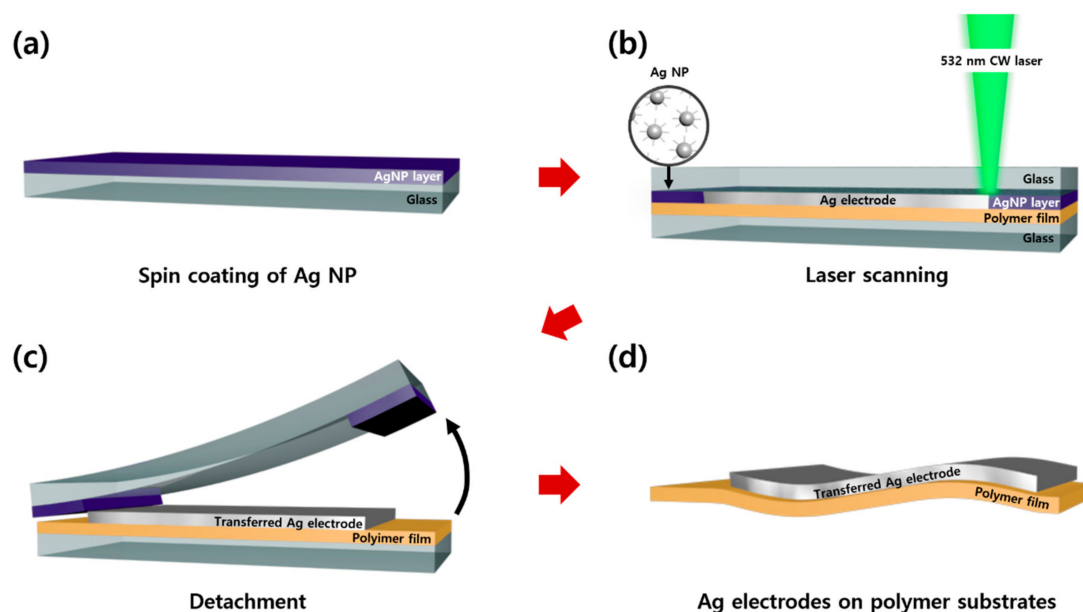 (a)
AgNP layer
Glass
Spin coating of Ag NP
(b)
532 nm CW laser
Ag NP
Glass
Ag electrode
AgNP layer
Polymer film
Glass
Laser scanning
(c)
Transferred Ag electrode
Polyimer film
Detachment
(d)
Transferred Ag electrode
Polymer film
Ag electrodes on polymer substrates